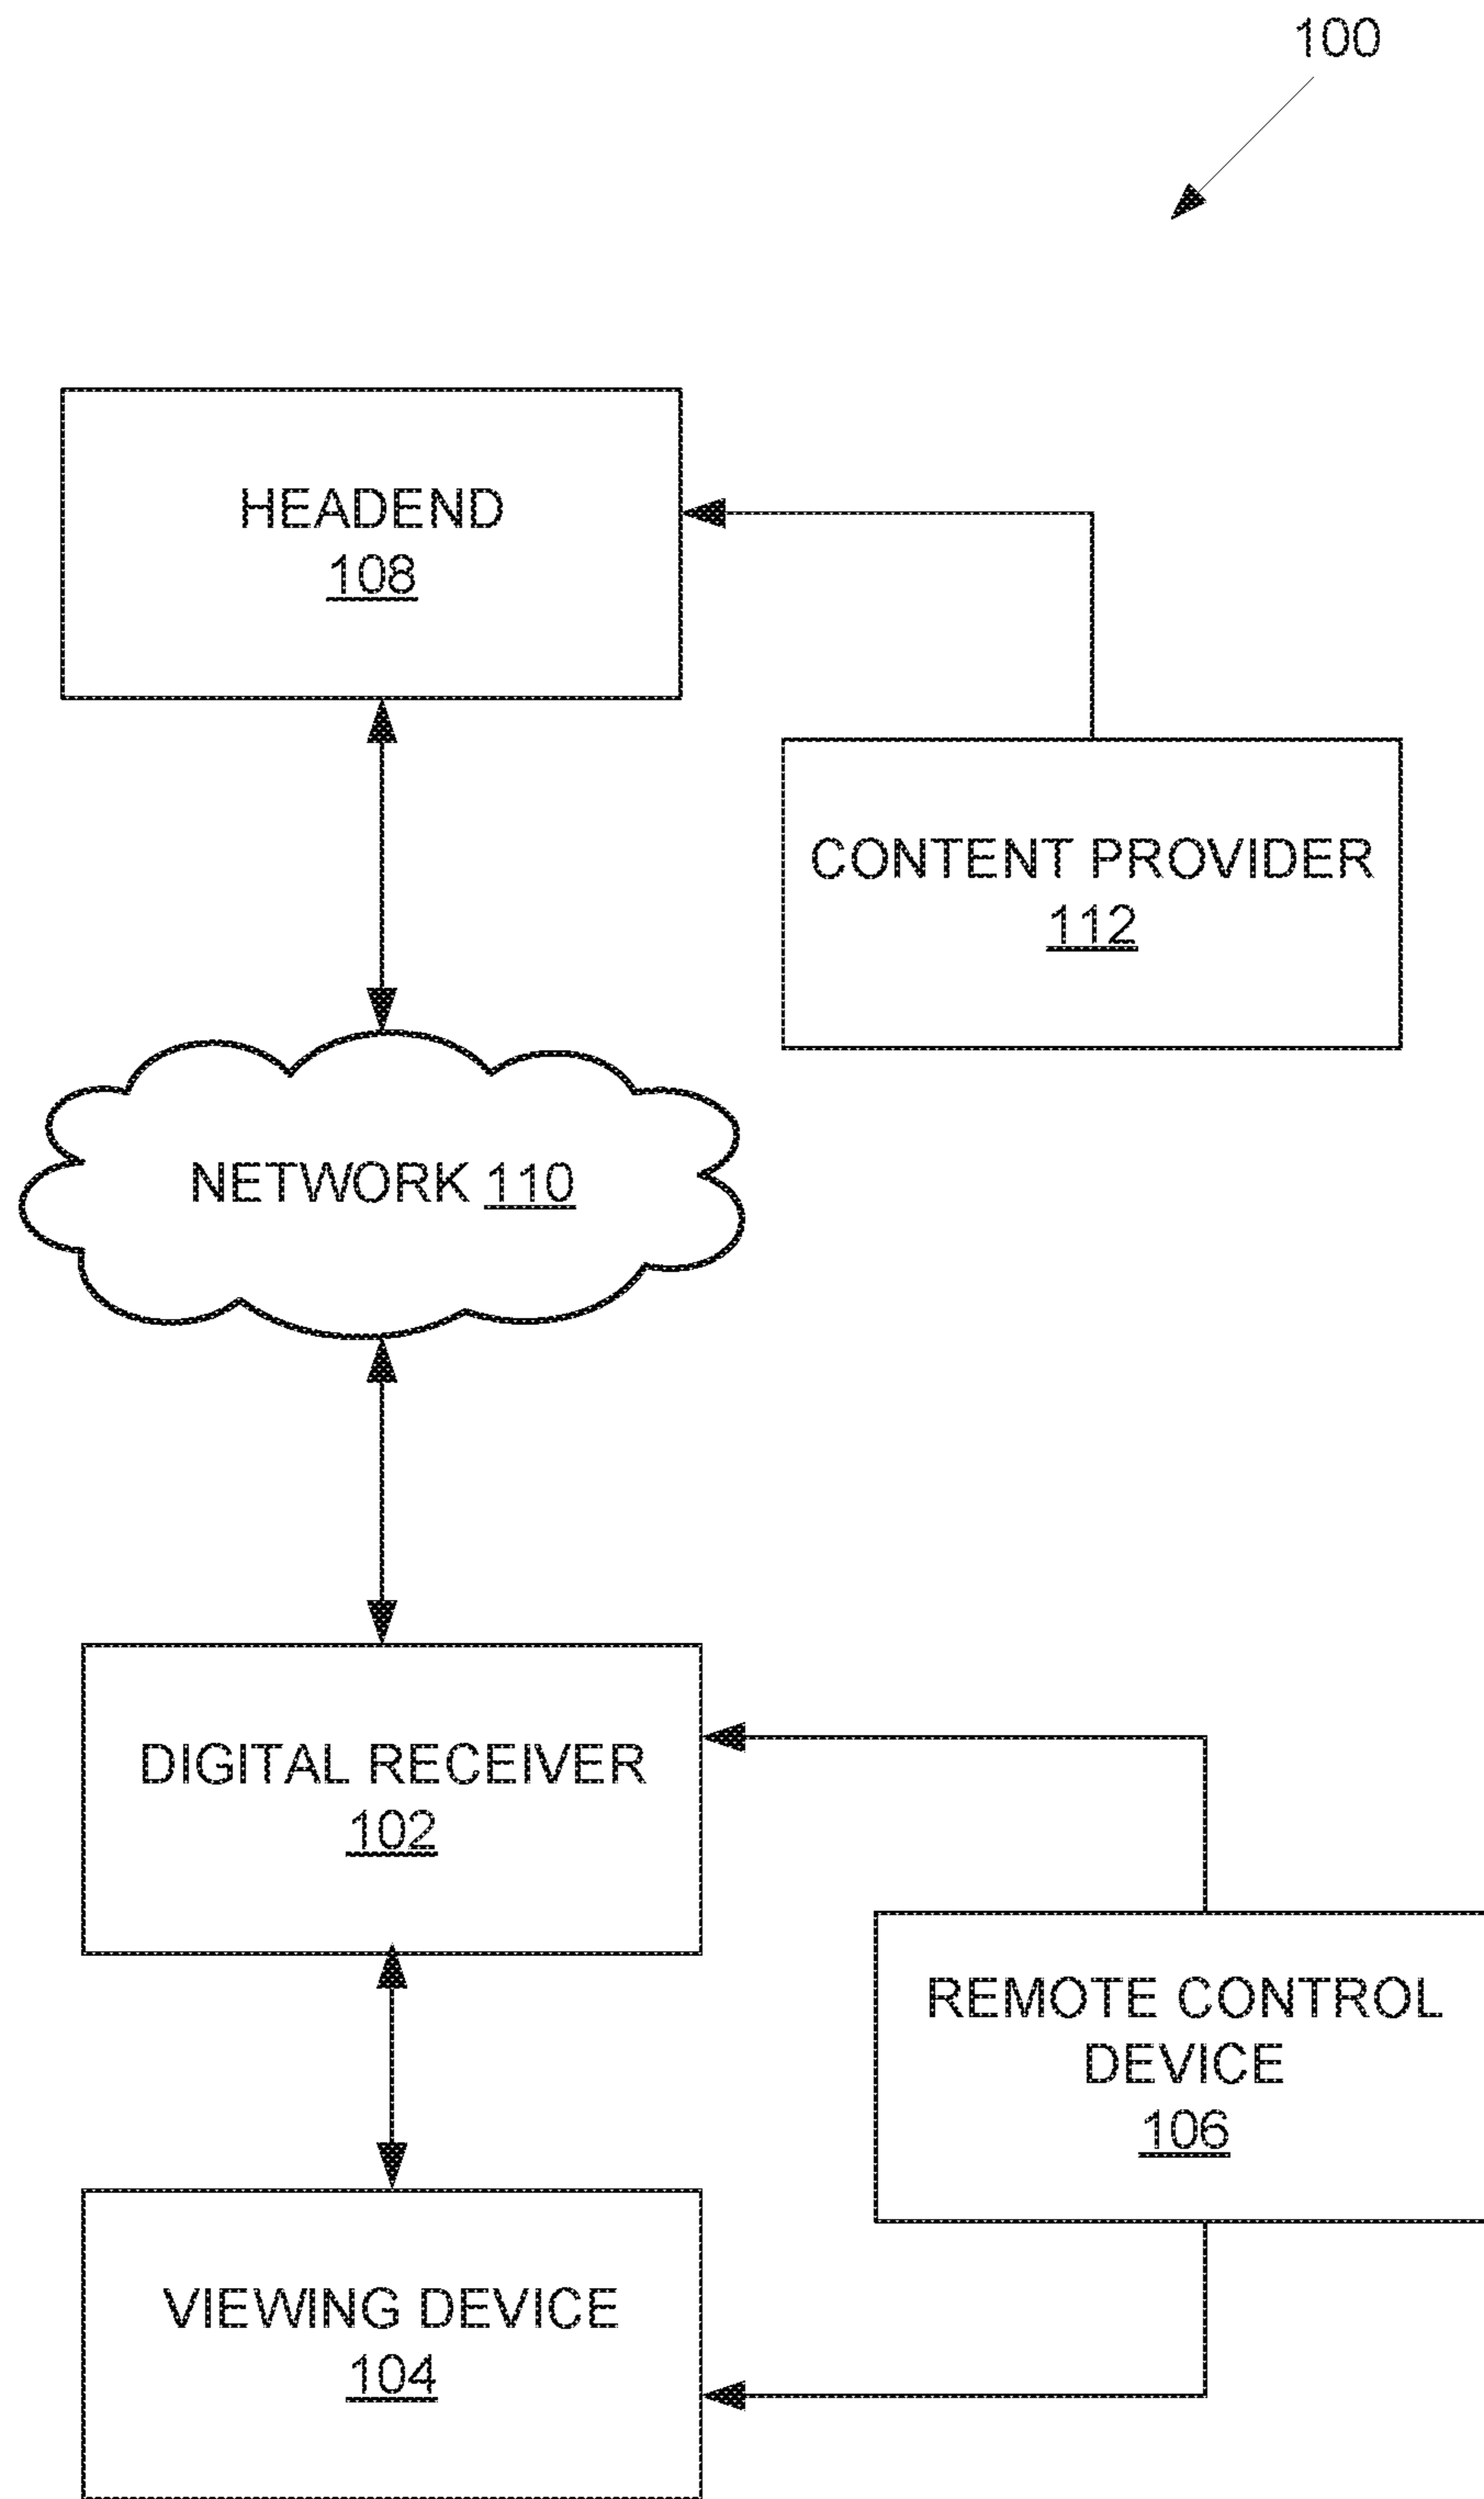 100
HEADEND
108
CONTENT PROVIDER
112
NETWORK 110
DIGITAL RECEIVER
102
REMOTE CONTROL
DEVICE
106
VIEWING DEVICE
104